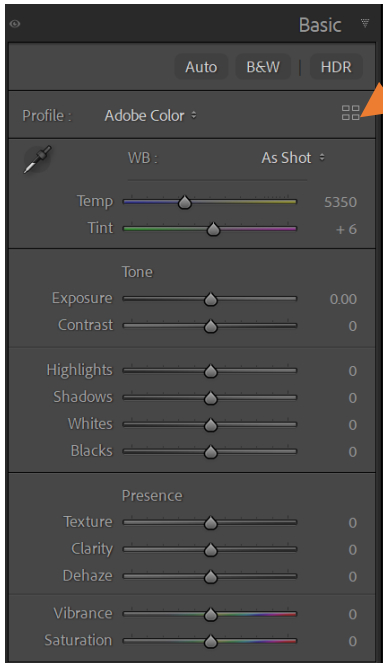 Basic
Auto B&W HDR
Profile : Adobe Color
WB : As Shot
Temp 5350
Tint + 6
Tone
Exposure 0.00
Contrast 0
Highlights 0
Shadows 0
Whites 0
Blacks 0
Presence
Texture 0
Clarity 0
Dehaze 0
Vibrance 0
Saturation 0